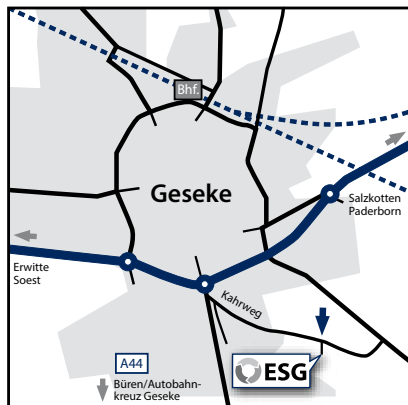 Bhf.
Geseke
Salzkotten
Paderborn
Erwitte
Soest
Kahrweg
A44
ESG
Büren/Autobahn-
kreuz Geseke